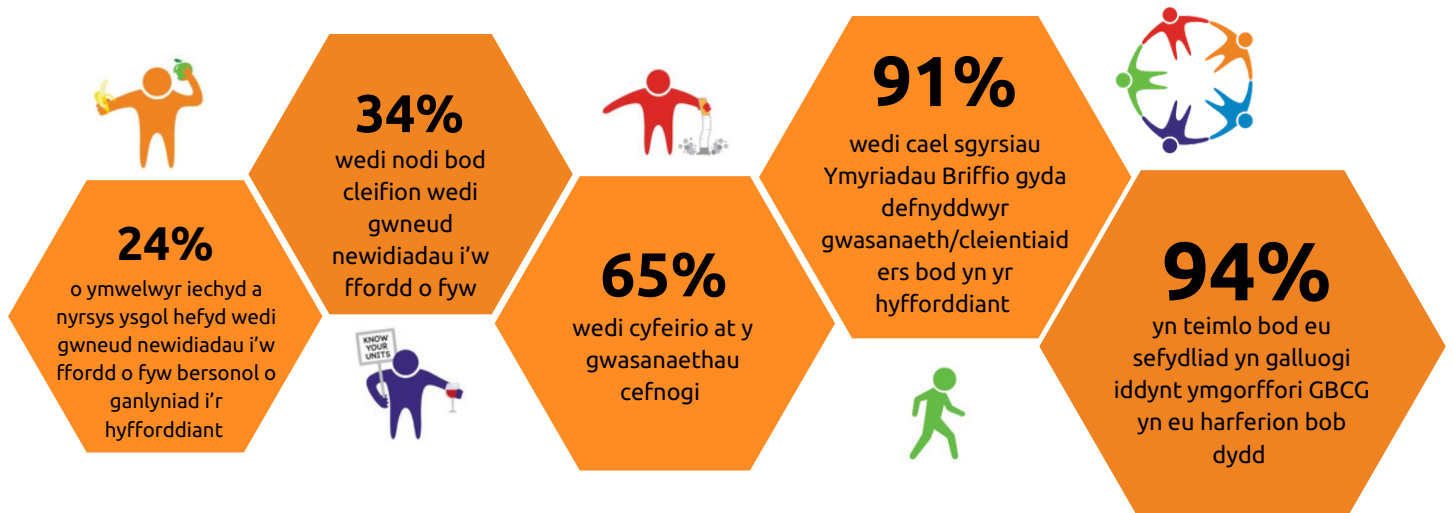 24%
o ymwelwyr iechyd a
nyrsys ysgol hefyd wedi
gwneud newidiadau i'w
ffordd o fyw bersonol o
ganlyniad i'r
hyfforddiant
34%
wedi nodi bod
cleifion wedi
gwneud
newidiadau i'w
ffordd o fyw
KNOW
YOUR
UNITS
65%
wedi cyfeirio at y
gwasanaethau
cefnogi
91%
wedi cael sgyrsiau
Ymyriadau Briffio gyda
defnyddwyr
gwasanaeth/cleientiaid
ers bod yn yr
hyfforddiant
94%
yn teimlo bod eu
sefydliad yn galluogi
iddynt ymgorffori GBCG
yn eu harferion bob
dydd